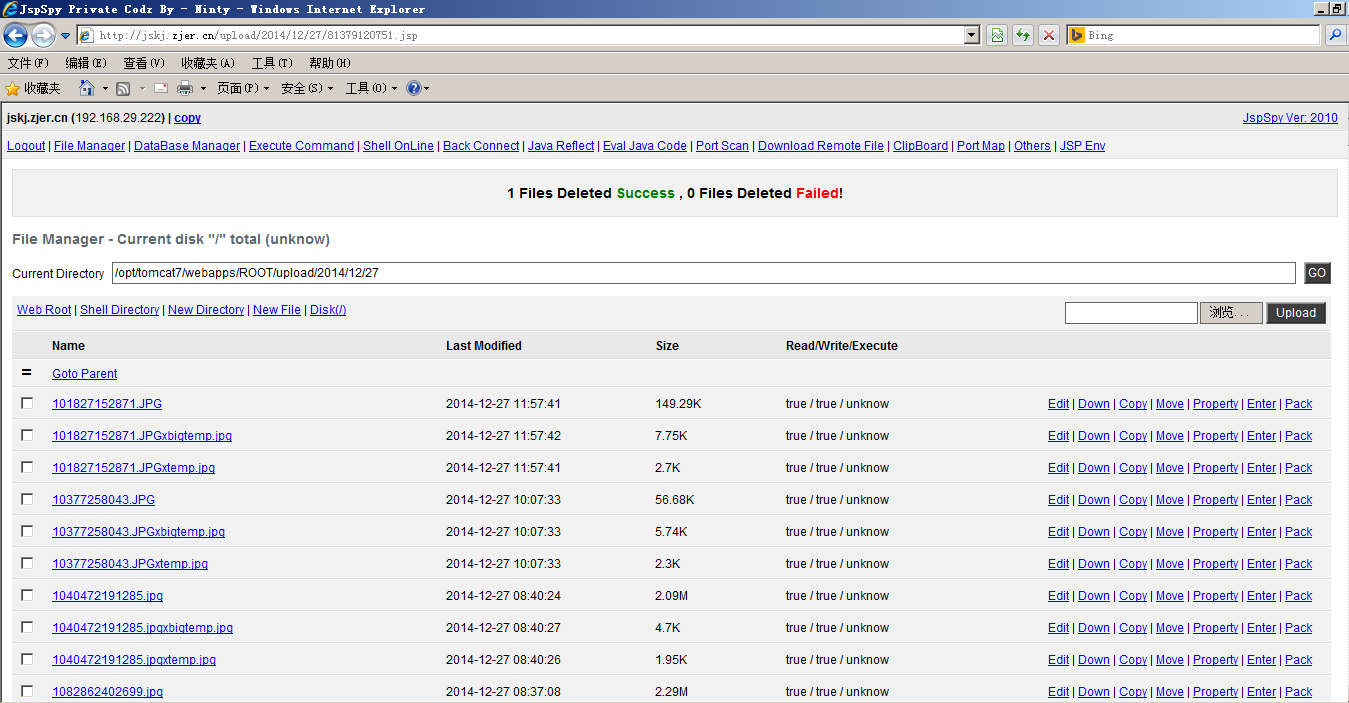 JspSpy Private Codz By - Ninty - Windows Internet Explorer
http://jskj.zjer.cn/upload/2014/12/27/81379120751.jsp
Bing
文件(F) 编辑(E) 查看(V) 收藏夹(A) 工具(T) 帮助(H)
收藏夹 页面(P) 安全(S) 工具(O)
jskj.zjer.cn (192.168.29.222) | copy JspSpy Ver: 2010
Logout | File Manager | DataBase Manager | Execute Command | Shell OnLine | Back Connect | Java Reflect | Eval Java Code | Port Scan | Download Remote File | ClipBoard | Port Map | Others | JSP Env
1 Files Deleted Success , 0 Files Deleted Failed!
File Manager - Current disk "/" total (unknow)
Current Directory /opt/tomcat7/webapps/ROOT/upload/2014/12/27 GO
Web Root | Shell Directory | New Directory | New File | Disk(/) 浏览... Upload
Name Last Modified Size Read/Write/Execute
= Goto Parent
101827152871.JPG 2014-12-27 11:57:41 149.29K true / true / unknow Edit | Down | Copy | Move | Property | Enter | Pack
101827152871.JPGxbigtemp.jpg 2014-12-27 11:57:42 7.75K true / true / unknow Edit | Down | Copy | Move | Property | Enter | Pack
101827152871.JPGxtemp.jpg 2014-12-27 11:57:41 2.7K true / true / unknow Edit | Down | Copy | Move | Property | Enter | Pack
10377258043.JPG 2014-12-27 10:07:33 56.68K true / true / unknow Edit | Down | Copy | Move | Property | Enter | Pack
10377258043.JPGxbigtemp.jpg 2014-12-27 10:07:33 5.74K true / true / unknow Edit | Down | Copy | Move | Property | Enter | Pack
10377258043.JPGxtemp.jpg 2014-12-27 10:07:33 2.3K true / true / unknow Edit | Down | Copy | Move | Property | Enter | Pack
1040472191285.jpg 2014-12-27 08:40:24 2.09M true / true / unknow Edit | Down | Copy | Move | Property | Enter | Pack
1040472191285.jpgxbigtemp.jpg 2014-12-27 08:40:27 4.7K true / true / unknow Edit | Down | Copy | Move | Property | Enter | Pack
1040472191285.jpgxtemp.jpg 2014-12-27 08:40:26 1.95K true / true / unknow Edit | Down | Copy | Move | Property | Enter | Pack
1082862402699.jpg 2014-12-27 08:37:08 2.29M true / true / unknow Edit | Down | Copy | Move | Property | Enter | Pack